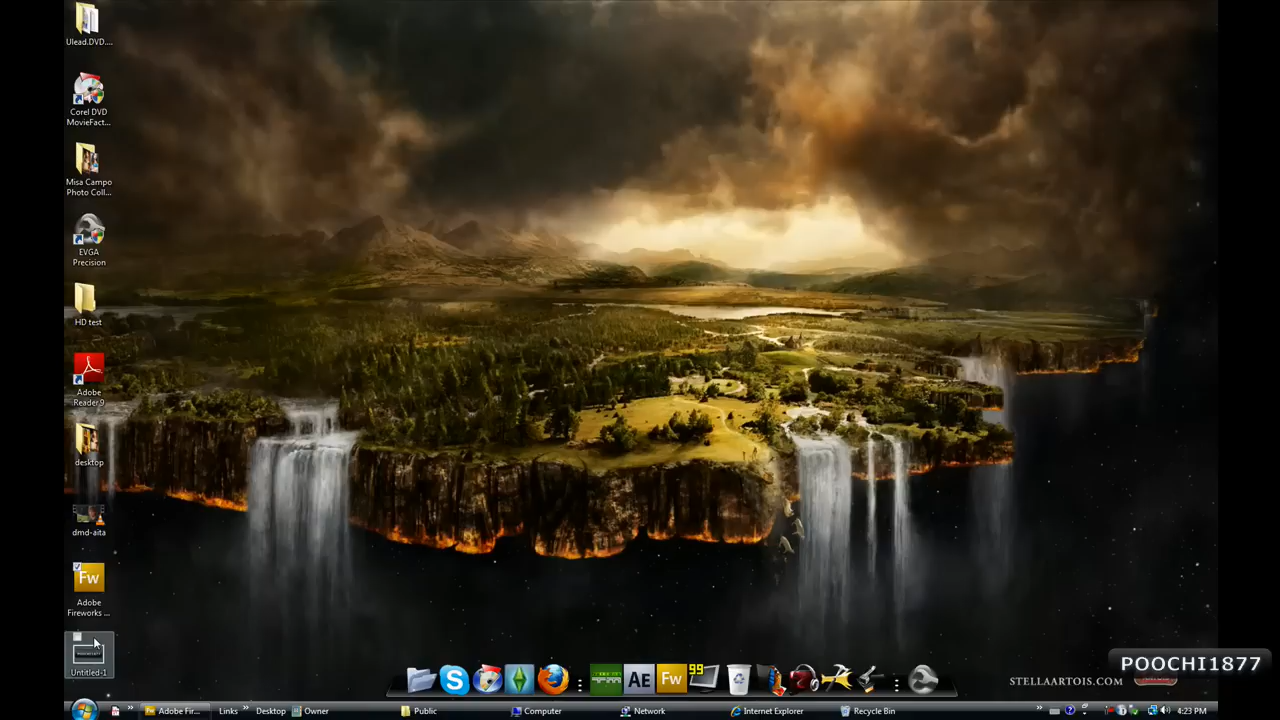 Ulead.DVD....
Corel DVD
MovieFact...
Misa Campo
Photo Coll...
EVGA
Precision
HD test
Adobe
Reader 9
desktop
dmd-aita
Fw
Adobe
Fireworks ...
Untitled-1
AE
Fw
99
STELLAARTOIS.COM
POOCHI1877
Adobe Fir...
Links
»
Desktop
Owner
Public
Computer
Network
Internet Explorer
Recycle Bin
»
4:23 PM